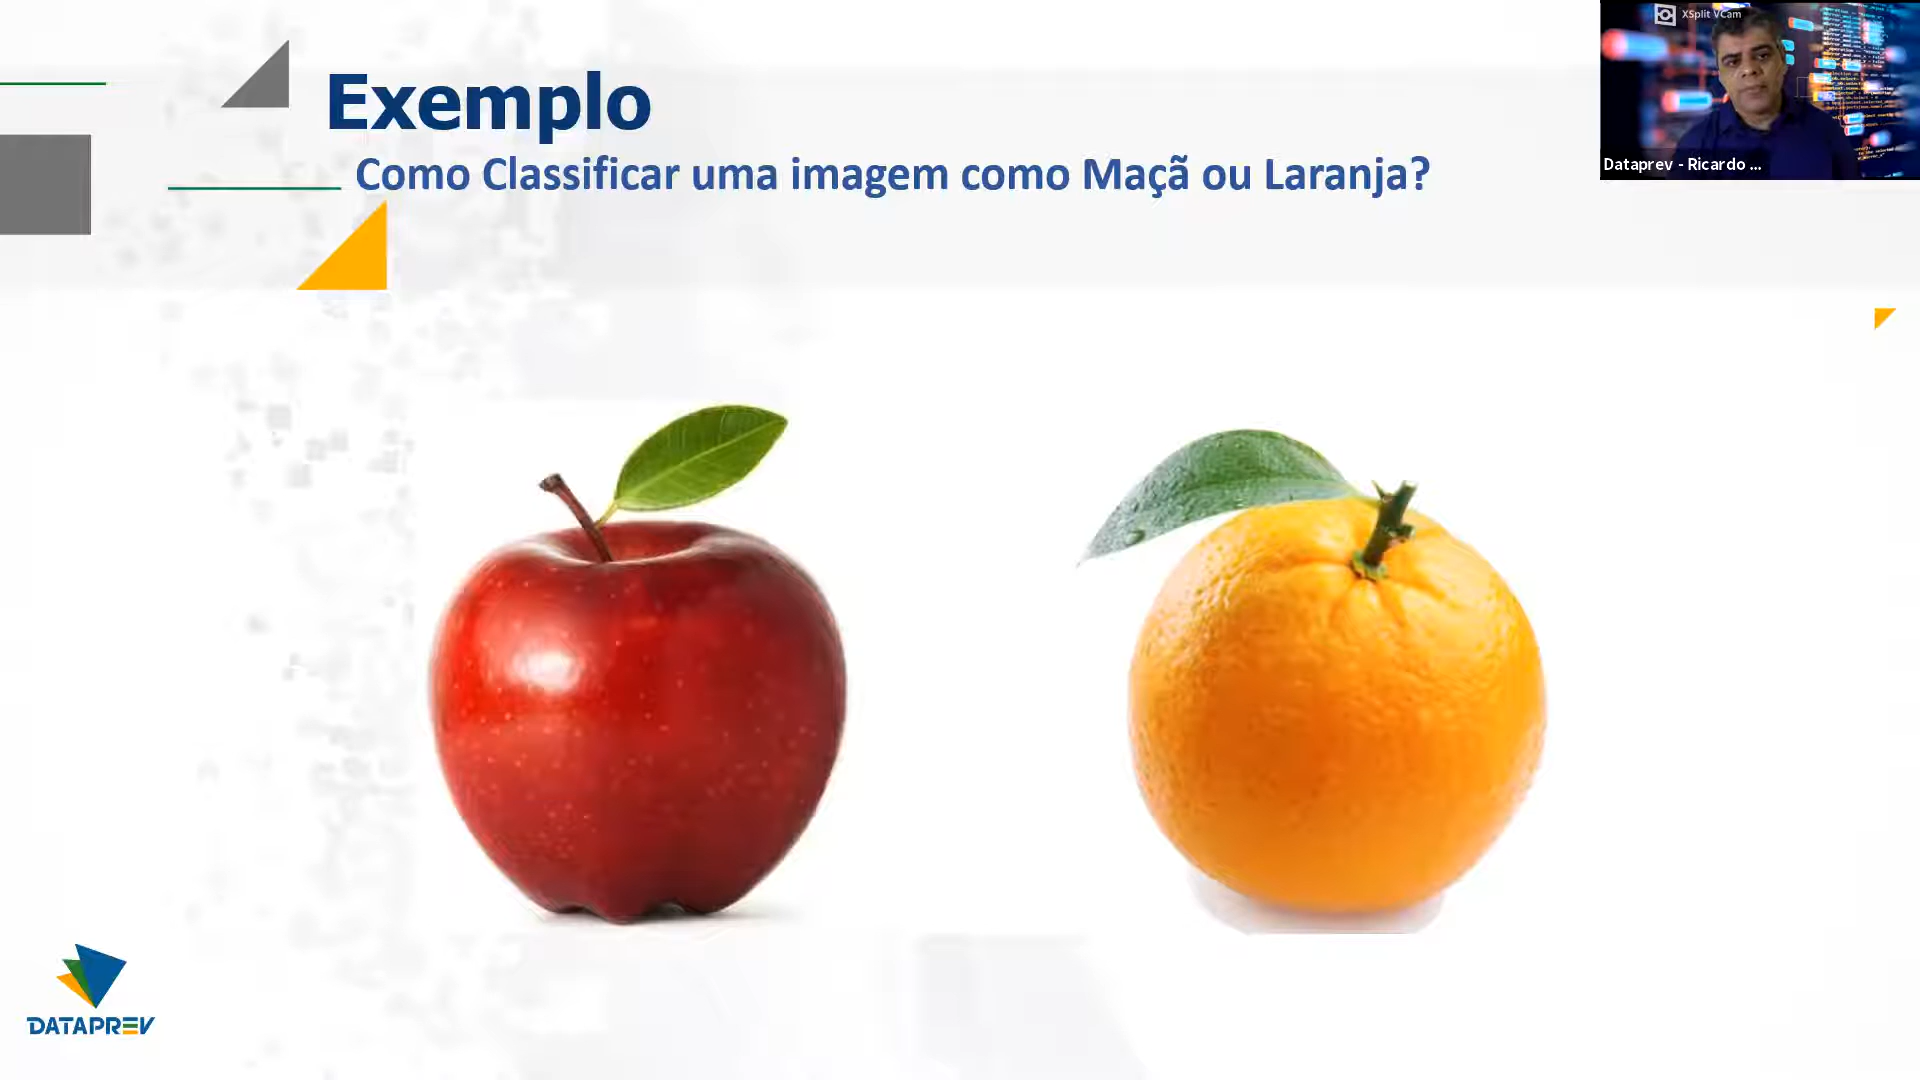 XSplit VCam
Exemplo
Como Classificar uma imagem como Maçã ou Laranja?
Dataprev - Ricardo ...
DATAPREV